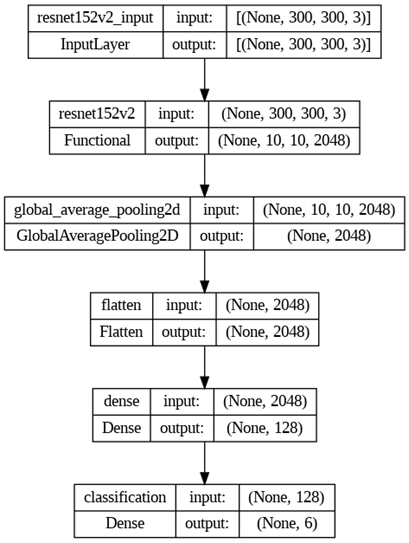 resnet152v2_input input: [(None, 300, 300, 3)]
InputLayer output: [(None, 300, 300, 3)]
resnet152v2 input: (None, 300, 300, 3)
Functional output: (None, 10, 10, 2048)
global_average_pooling2d input: (None, 10, 10, 2048)
GlobalAveragePooling2D output: (None, 2048)
flatten input: (None, 2048)
Flatten output: (None, 2048)
dense input: (None, 2048)
Dense output: (None, 128)
classification input: (None, 128)
Dense output: (None, 6)